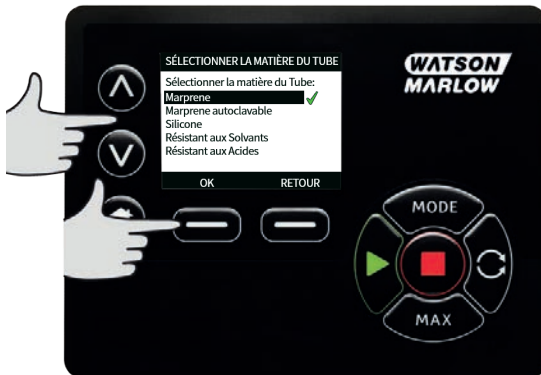 SÉLECTIONNER LA MATIÈRE DU TUBE
Sélectionner la matière du Tube:
Marprene
Marprene autoclavable
Silicone
Résistant aux Solvants
Résistant aux Acides
OK RETOUR
WATSON
MARLOW
MODE
MAX